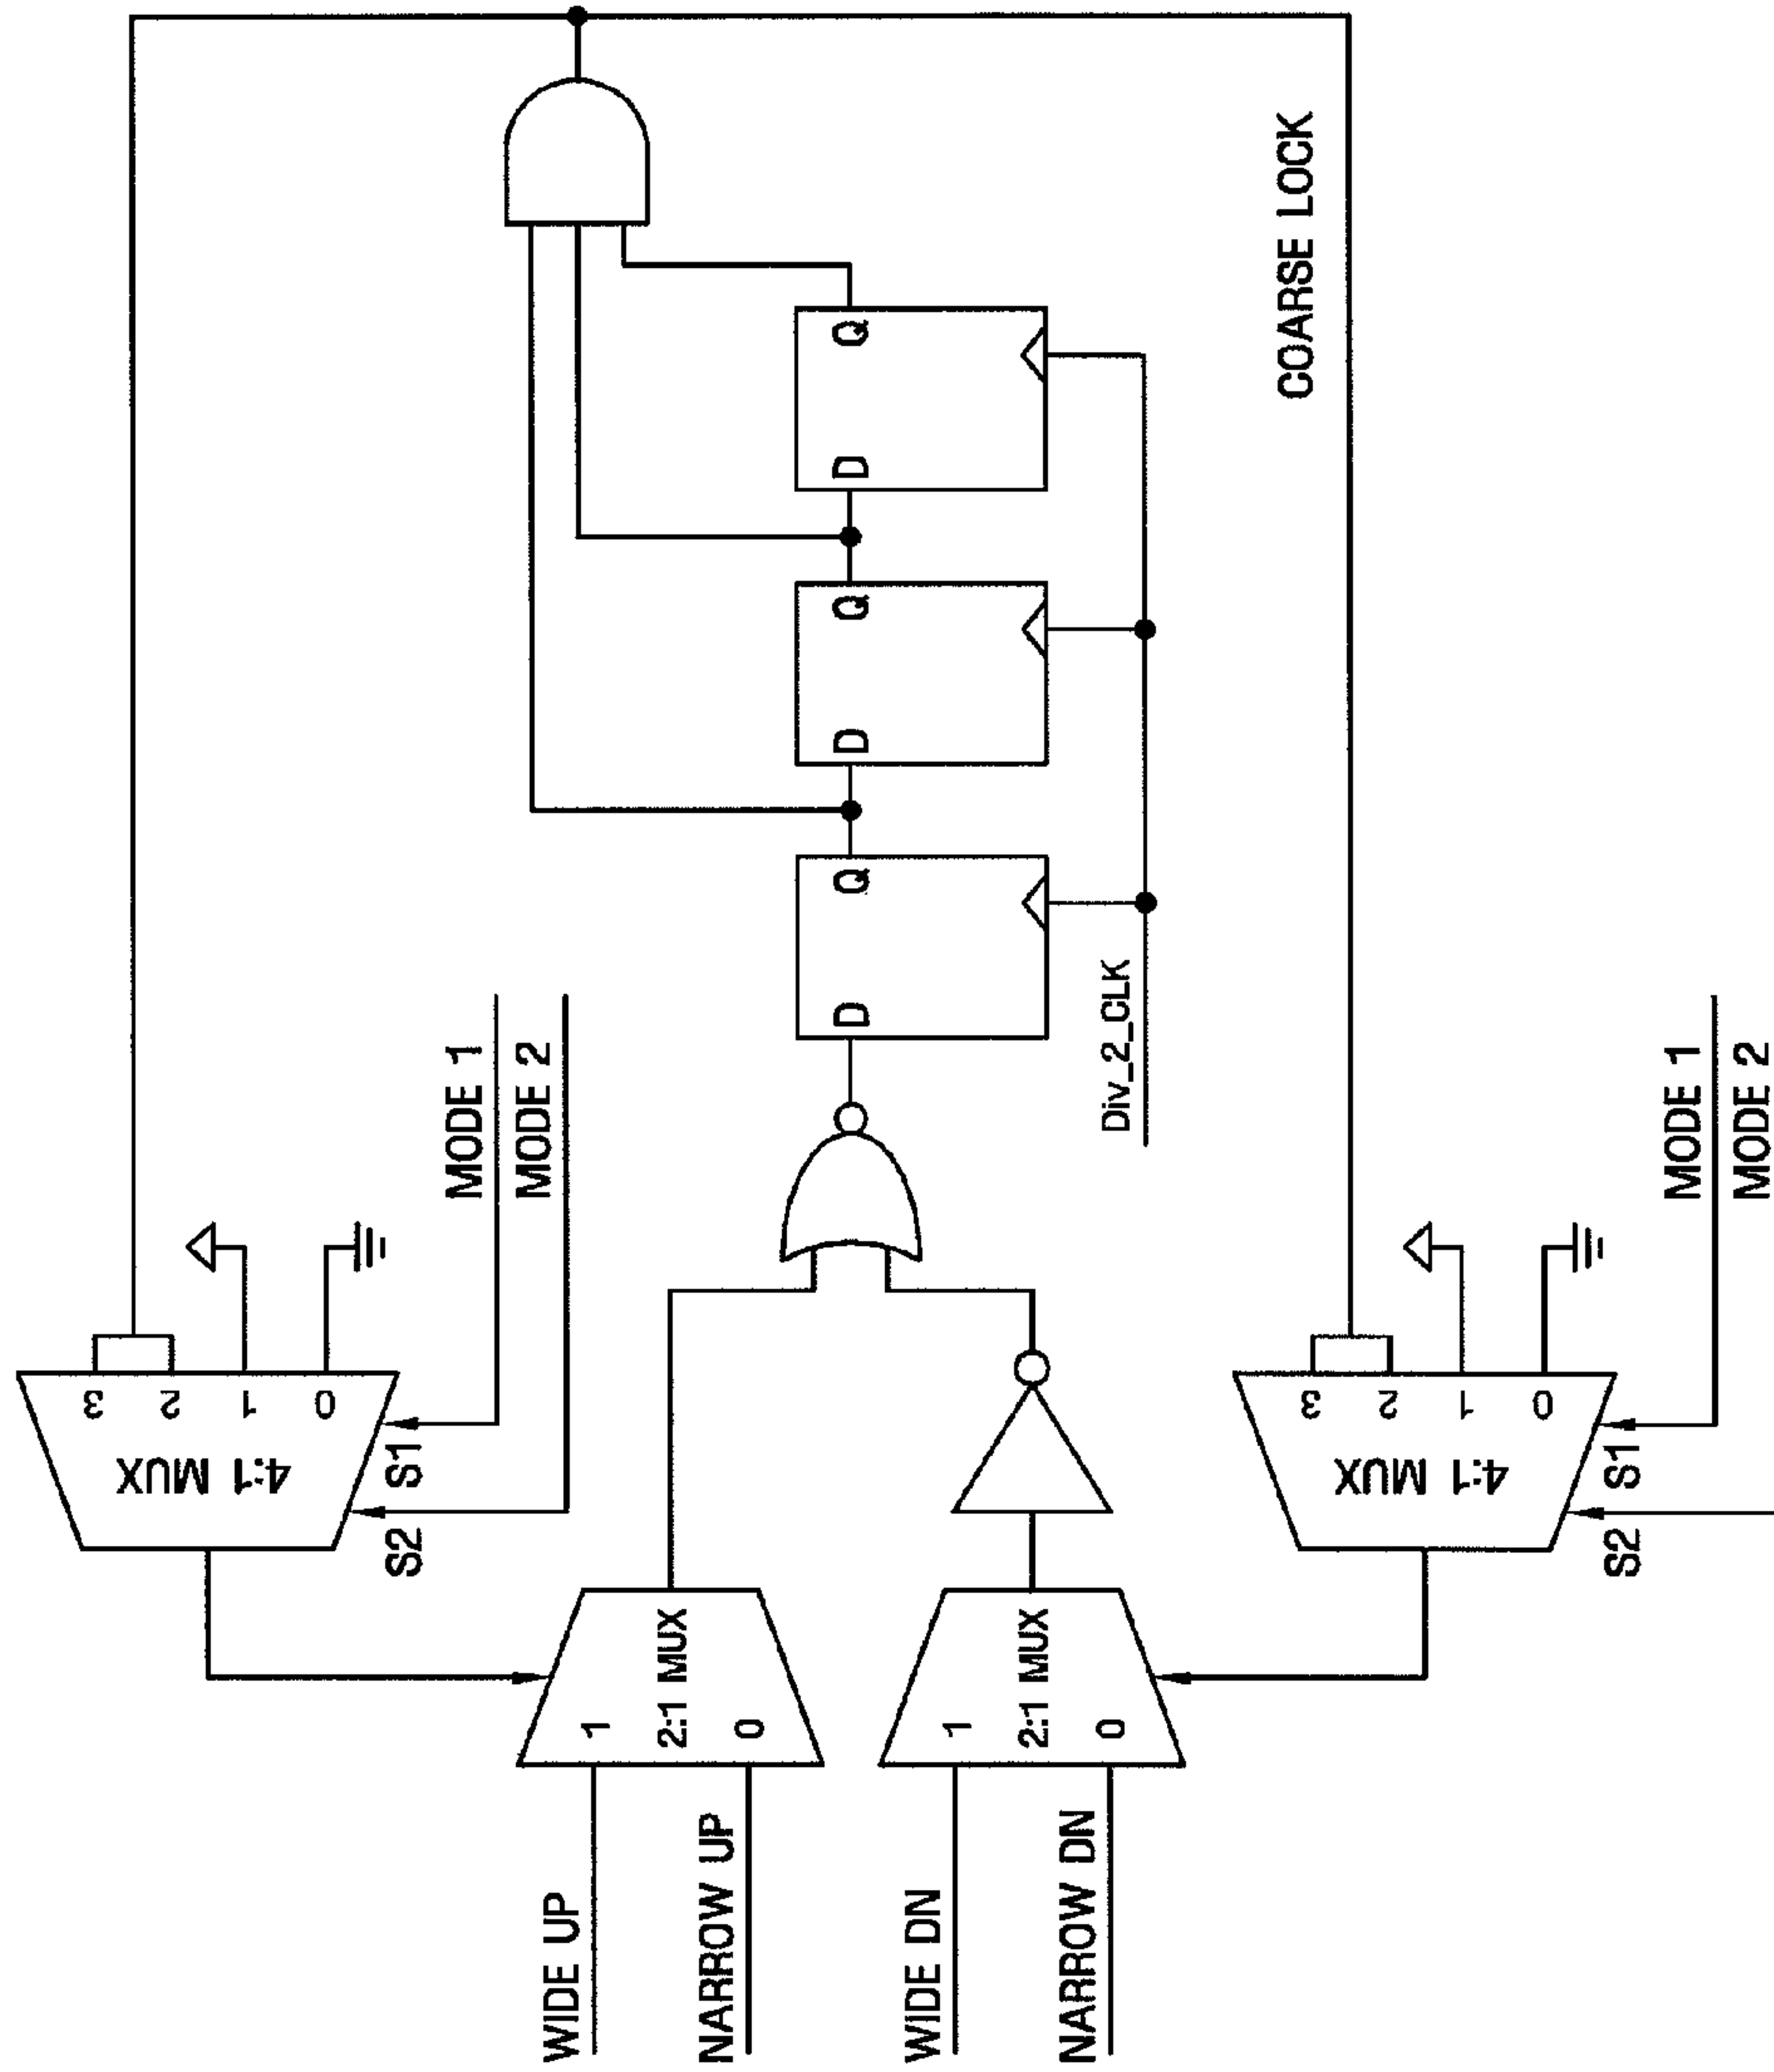 3
2
1
0
4:1 MUX
S2
S1
MODE 1
MODE 2
WIDE UP
1
2:1 MUX
NARROW UP
0
D
Q
D
Q
D
Q
WIDE DN
1
2:1 MUX
NARROW DN
0
Div_2_CLK
COARSE LOCK
3
2
1
0
4:1 MUX
S2
S1
MODE 1
MODE 2